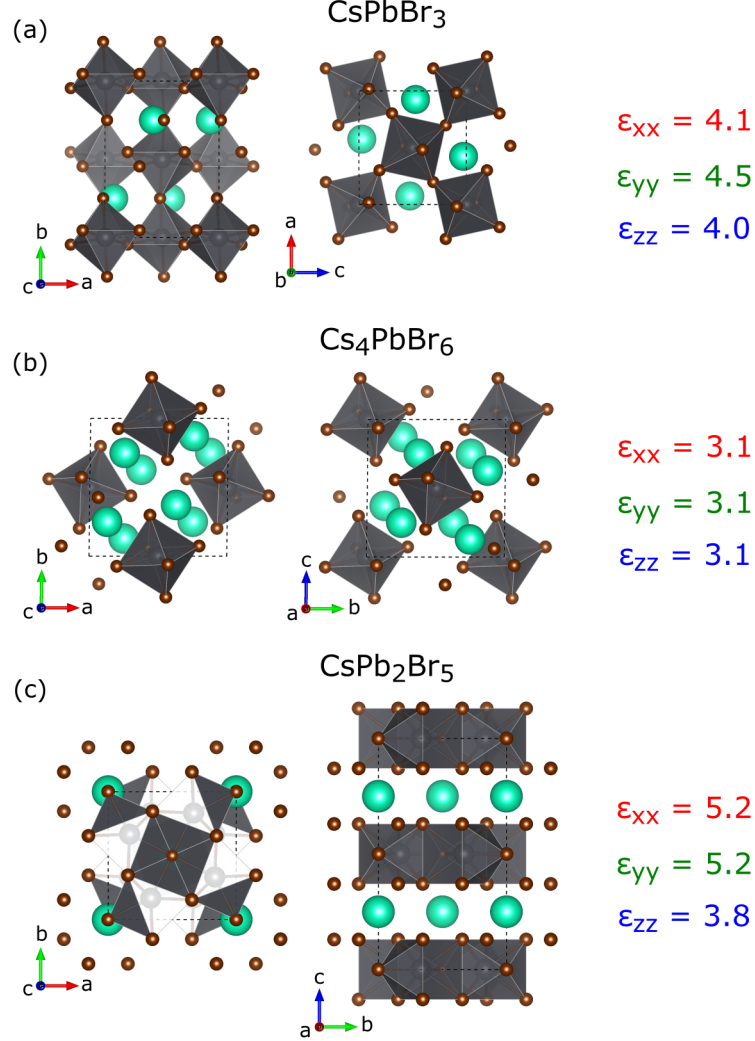 CsPbBr₃
(a)
b
c
a
a
b
c
εxx = 4.1
εyy = 4.5
εzz = 4.0
Cs₄PbBr₆
(b)
b
c
a
c
a
b
εxx = 3.1
εyy = 3.1
εzz = 3.1
CsPb₂Br₅
(c)
b
c
a
c
a
b
εxx = 5.2
εyy = 5.2
εzz = 3.8